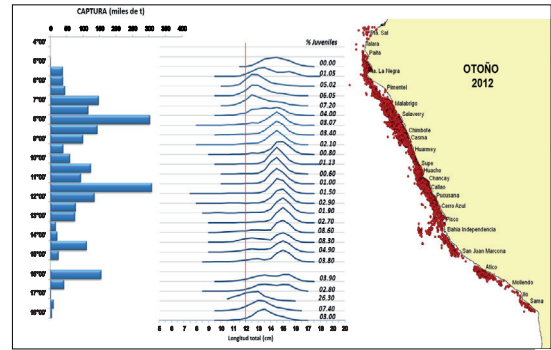 CAPTURA (miles de t)
0 100 200 300 400
4°00'
5°00'
6°00'
7°00'
8°00'
9°00'
10°00'
11°00'
12°00'
13°00'
14°00'
15°00'
16°00'
17°00'
18°00'
% Juveniles
00.00
01.05
05.02
06.05
07.20
04.00
03.07
03.40
02.10
00.80
01.13
00.60
01.00
01.50
02.90
01.90
02.70
08.60
08.30
04.90
03.80
03.90
02.80
26.30
07.40
03.00
5 6 7 8 9 10 11 12 13 14 15 16 17 18 19 20
Longitud total (cm)
OTOÑO
2012
Pta. Sal
Talara
Paita
Pta. La Negra
Pimentel
Malabrigo
Salaverry
Chimbote
Casma
Huarmey
Supe
Huacho
Chancay
Callao
Pucusana
Cerro Azul
Pisco
Bahía Independencia
San Juan Marcona
Atico
Mollendo
Ilo
Sama